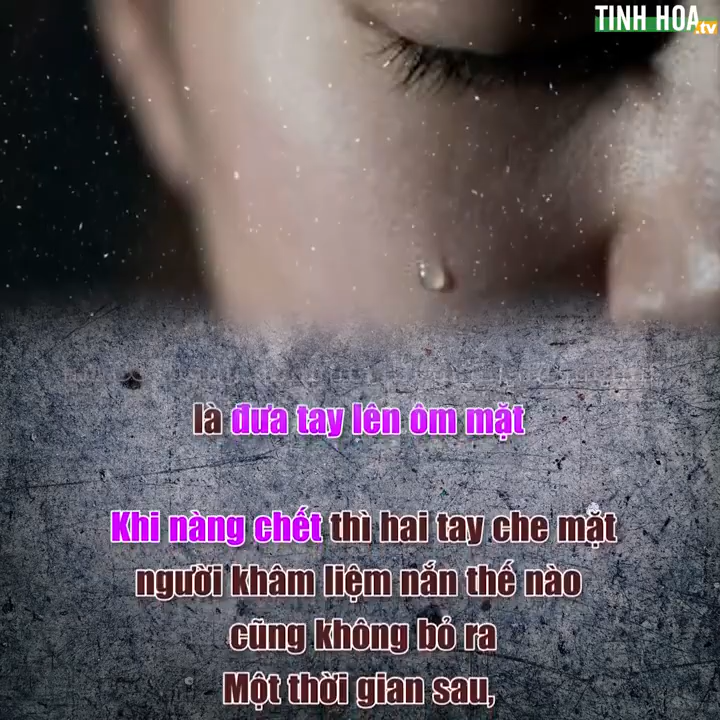 TINH HOA
.tv
là đưa tay lên ôm mặt
Khi nàng chết thì hai tay che mặt
người khâm liệm nắn thế nào
cũng không bỏ ra
Một thời gian sau,